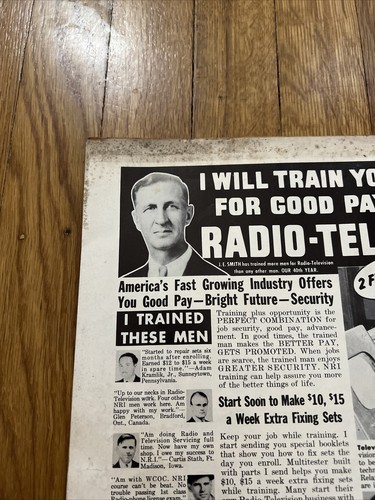 I WILL TRAIN
FOR GOOD
RADIO-TEL
J. E. SMITH has trained more men for Radio-Television
than any other man. OUR 40th YEAR.
America's Fast Growing Industry Offers
You Good Pay—Bright Future—Security
I TRAINED
THESE MEN
"Started to repair sets six
months after enrolling.
Earned $12 to $15 a week
in spare time."—Adam
Kramlik, Jr., Sumneytown,
Pennsylvania.
"Up to our necks in Radio-
Television work. Four other
NRI men work here. Am
happy with my work."—
Glen Peterson, Bradford,
Ont., Canada.
"Am doing Radio and
Television Servicing full
time. Now have my own
shop. I owe my success to
N.R.I."— Curtis Stath, Ft.
Madison, Iowa.
"Am with WCOC. NRI
course can't be beat. No
trouble passing 1st class
Training plus opportunity is the
PERFECT COMBINATION for
job security, good pay, advance-
ment. In good times, the trained
man makes the BETTER PAY,
GETS PROMOTED. When jobs
are scarce, the trained man enjoys
GREATER SECURITY. NRI
training can help assure more
of the better things of life.
Start Soon to Make $10, $15
a Week Extra Fixing Sets
Keep your job while training. I
start sending you special booklets
that show you how to fix sets the
day you enroll. Multitester built
with parts I send helps you make
$10, $15 a week extra fixing sets
while training. Many start their
2 F